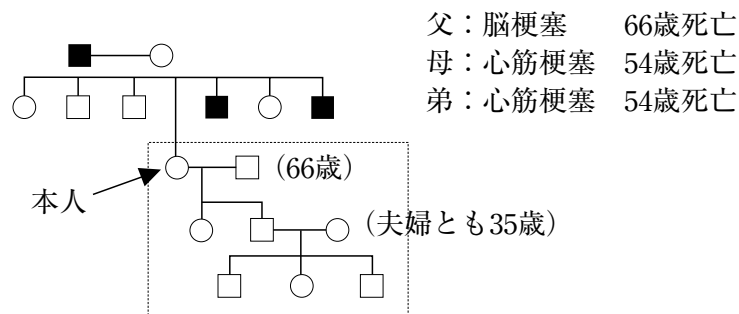 父：脳梗塞　66歳死亡
母：心筋梗塞　54歳死亡
弟：心筋梗塞　54歳死亡
（66歳）
本人
（夫婦とも35歳）